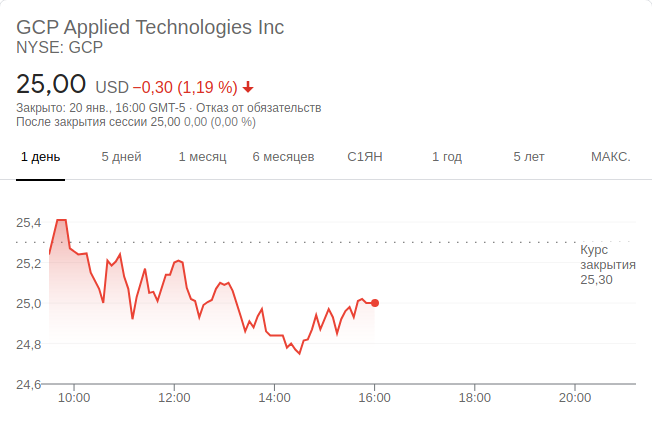 GCP Applied Technologies Inc
NYSE: GCP
25,00 USD −0,30 (1,19 %)
Закрыто: 20 янв., 16:00 GMT-5 · Отказ от обязательств
После закрытия сессии 25,00 0,00 (0,00 %)
1 день 5 дней 1 месяц 6 месяцев С1ЯН 1 год 5 лет МАКС.
25,4
25,2
25,0
24,8
24,6
Курс
закрытия
25,30
10:00 12:00 14:00 16:00 18:00 20:00